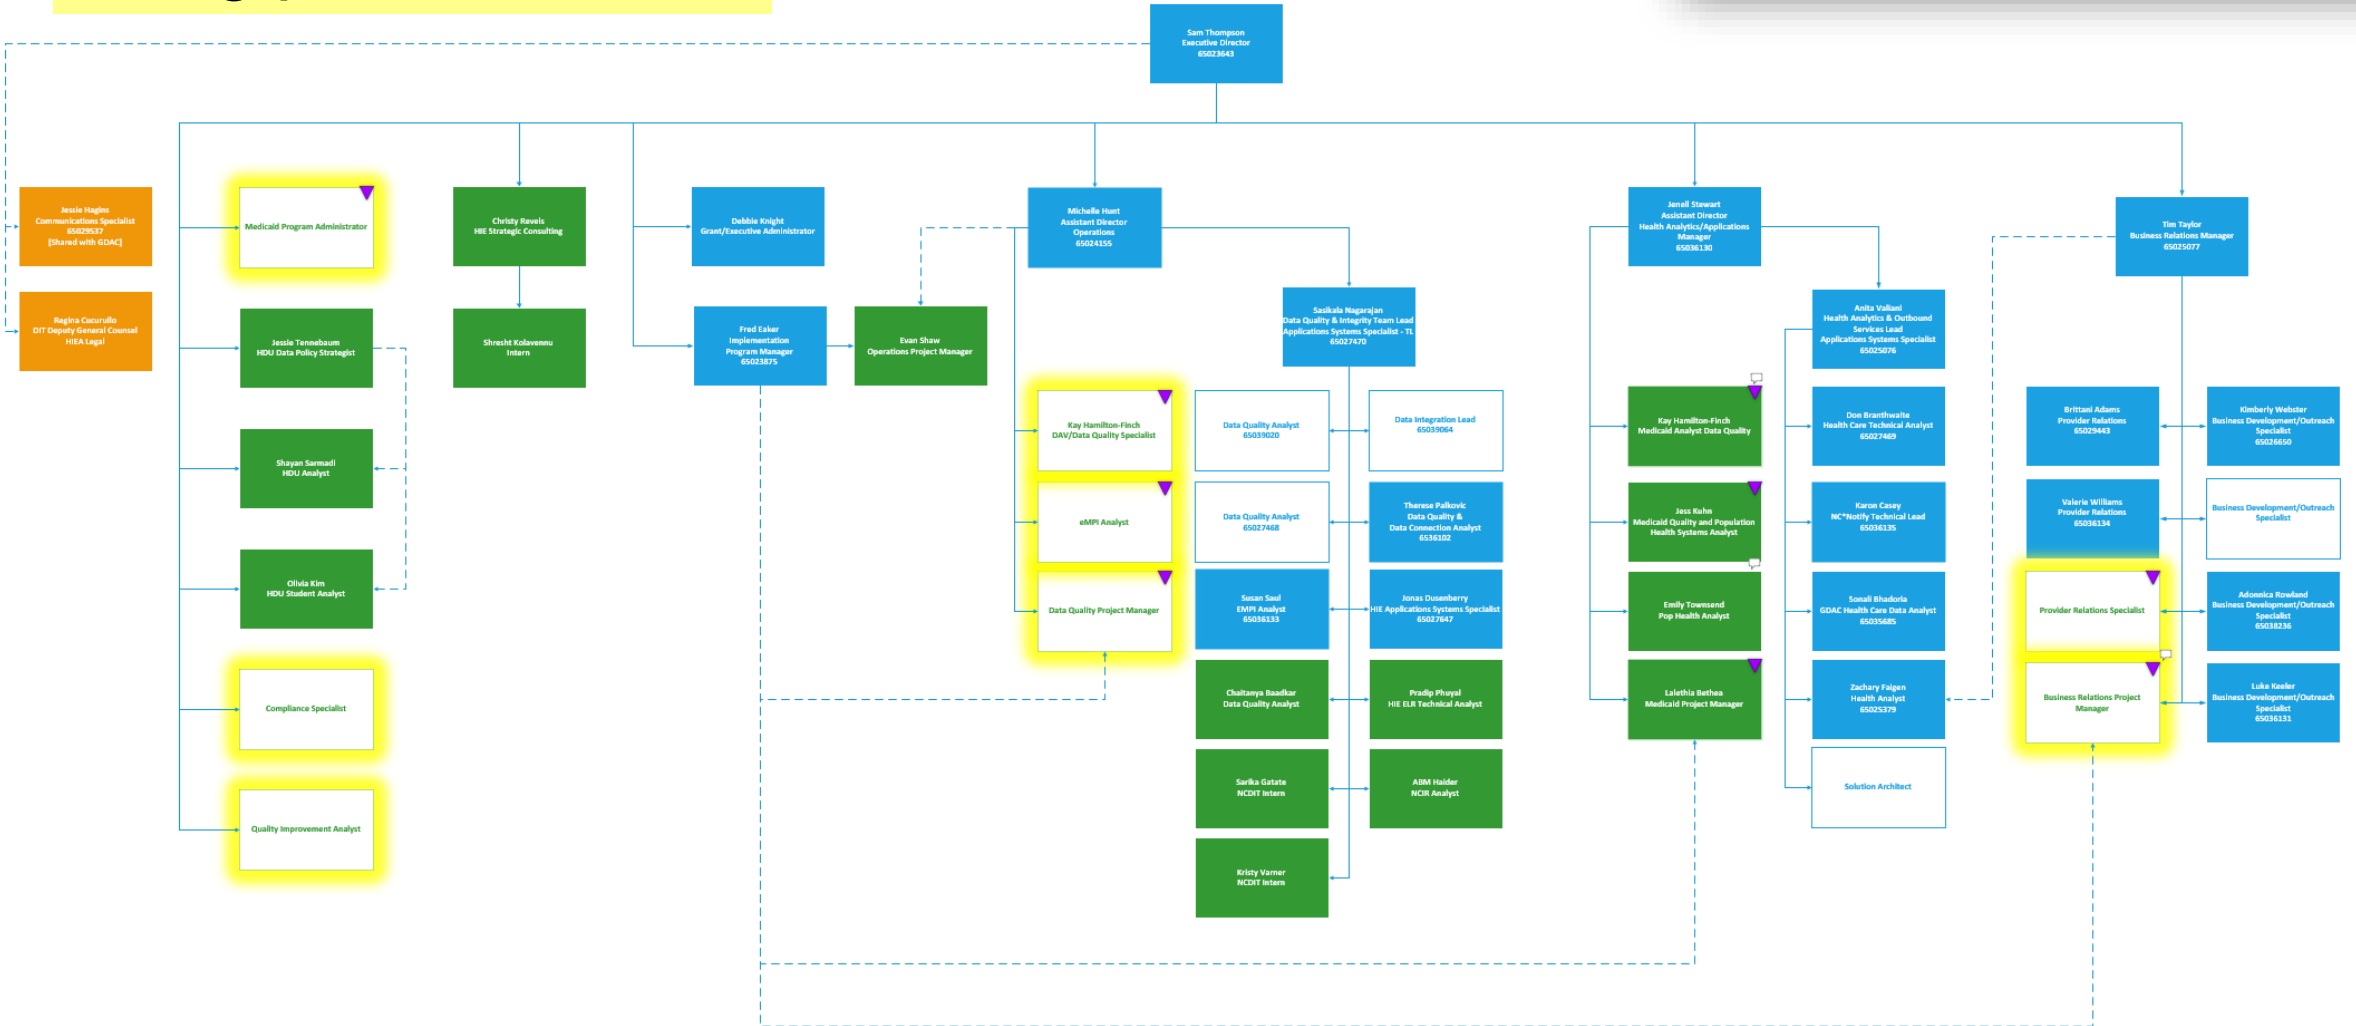 Sam Thompson
Executive Director
65023643
Jessie Hagins
Communications Specialist
65029537
[Shared with GDAC]
Regina Cucurullo
DIT Deputy General Counsel
HIEA Legal
Medicaid Program Administrator
Jessie Tennebaum
HDU Data Policy Strategist
Shayan Sarmadi
HDU Analyst
Olivia Kim
HDU Student Analyst
Compliance Specialist
Quality Improvement Analyst
Christy Revels
HIE Strategic Consulting
Shresht Kolavennu
Intern
Debbie Knight
Grant/Executive Administrator
Fred Eaker
Implementation
Program Manager
65023875
Evan Shaw
Operations Project Manager
Michelle Hunt
Assistant Director
Operations
65024155
Kay Hamilton-Finch
DAV/Data Quality Specialist
eMPI Analyst
Data Quality Project Manager
Sasikala Nagarajan
Data Quality & Integrity Team Lead
Applications Systems Specialist - TL
65027470
Data Quality Analyst
65039020
Data Integration Lead
65039064
Data Quality Analyst
65027468
Therese Palkovic
Data Quality &
Data Connection Analyst
6536102
Susan Saul
EMPI Analyst
65036133
Jonas Dusenberry
HIE Applications Systems Specialist
65027647
Chaitanya Baadkar
Data Quality Analyst
Pradip Phuyal
HIE ELR Technical Analyst
Sarika Gatate
NCDIT Intern
ABM Haider
NCIR Analyst
Kristy Varner
NCDIT Intern
Jenell Stewart
Assistant Director
Health Analytics/Applications
Manager
65036130
Kay Hamilton-Finch
Medicaid Analyst Data Quality
Jess Kuhn
Medicaid Quality and Population
Health Systems Analyst
Emily Townsend
Pop Health Analyst
Lalethia Bethea
Medicaid Project Manager
Anita Valiani
Health Analytics & Outbound
Services Lead
Applications Systems Specialist
65025076
Don Branthwaite
Health Care Technical Analyst
65027469
Karon Casey
NC*Notify Technical Lead
65036135
Sonali Bhadoria
GDAC Health Care Data Analyst
65035685
Zachary Faigen
Health Analyst
65025379
Solution Architect
Tim Taylor
Business Relations Manager
65025077
Brittani Adams
Provider Relations
65029443
Kimberly Webster
Business Development/Outreach
Specialist
65026650
Valerie Williams
Provider Relations
65036134
Business Development/Outreach
Specialist
Provider Relations Specialist
Adonnica Rowland
Business Development/Outreach
Specialist
65038236
Business Relations Project
Manager
Luke Keeler
Business Development/Outreach
Specialist
65036131